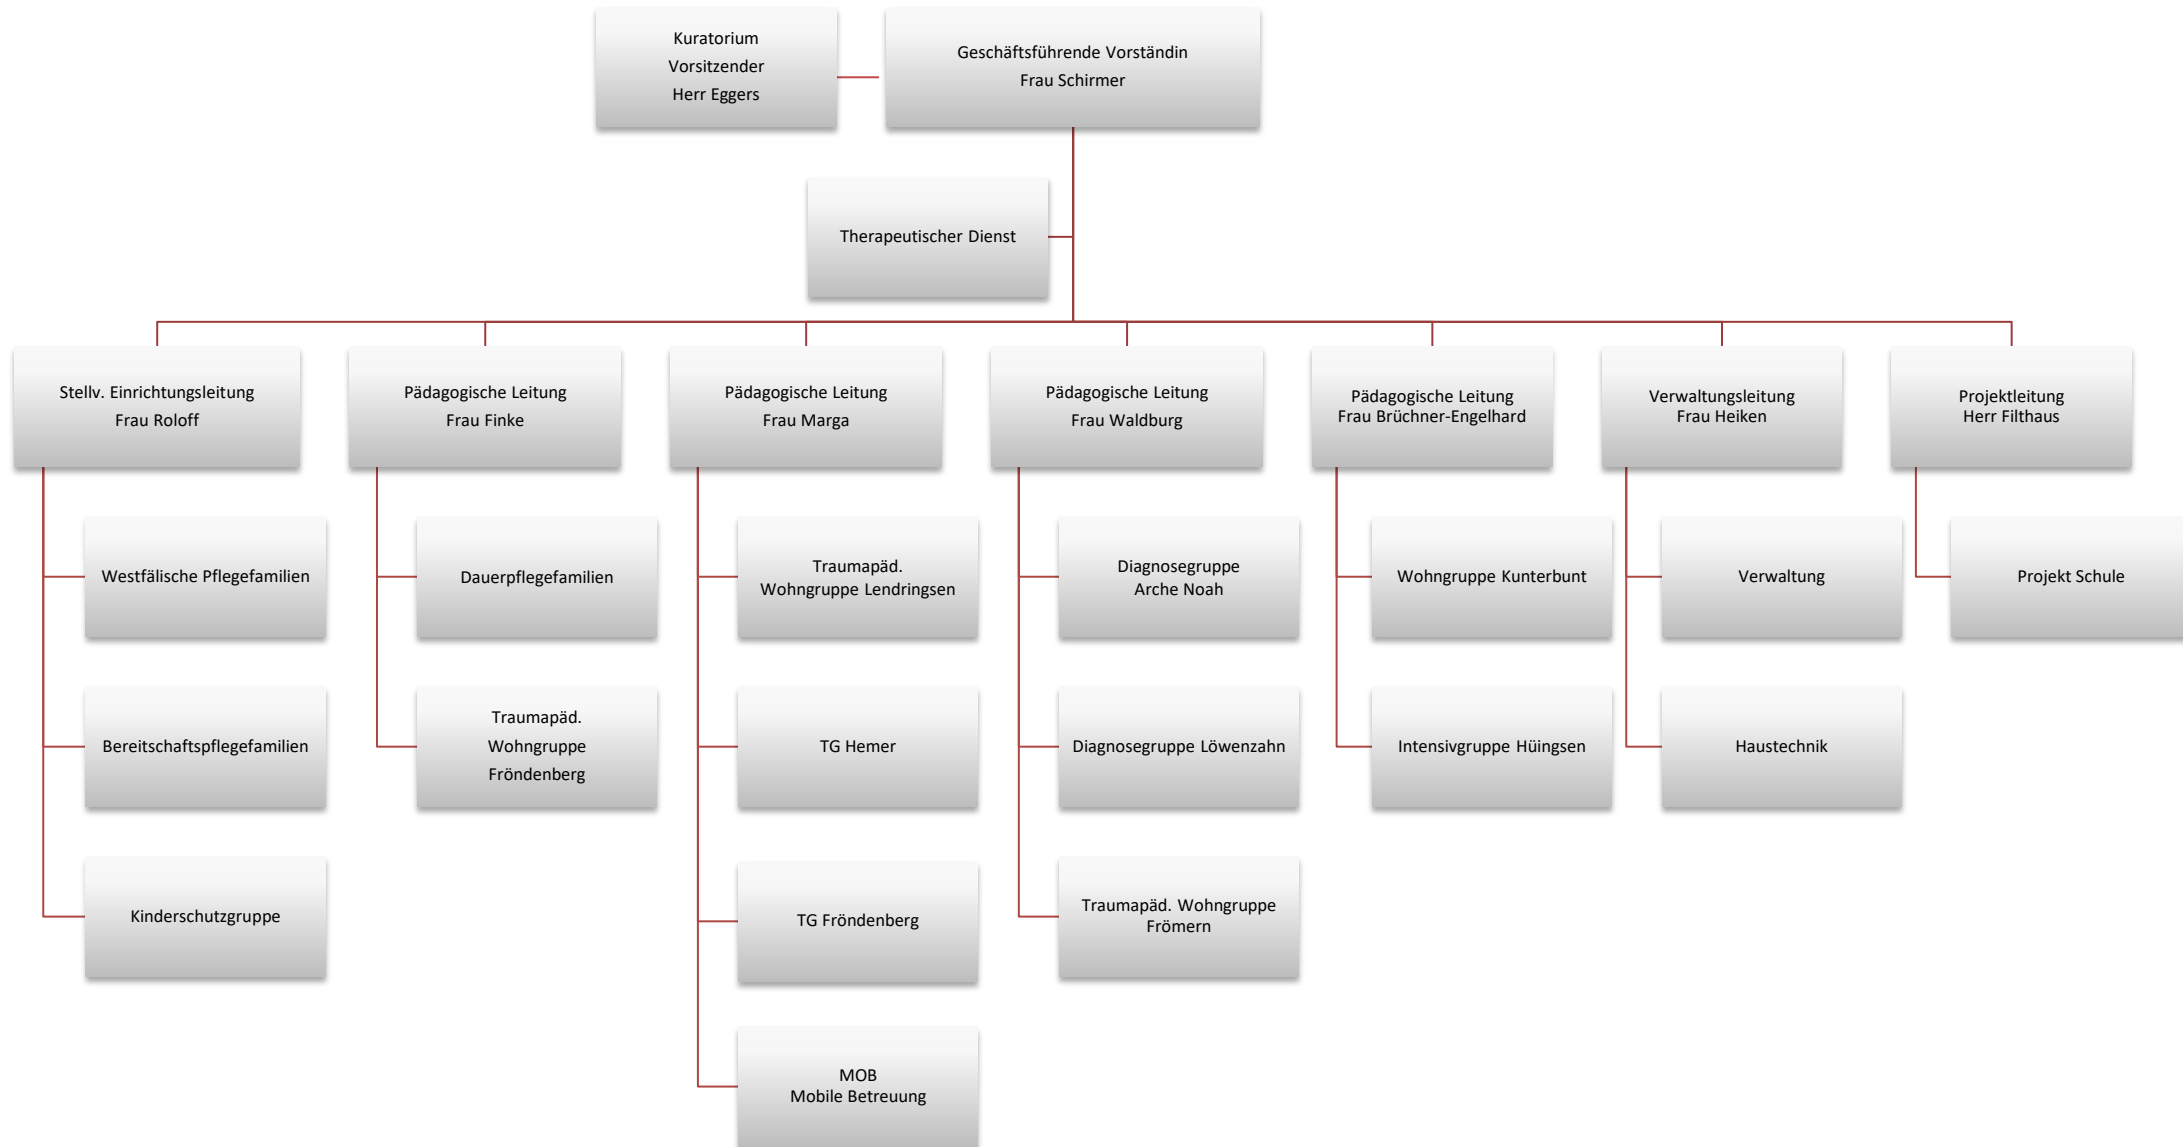 Kuratorium
Vorsitzender
Herr Eggers
Geschäftsführende Vorständin
Frau Schirmer
Therapeutischer Dienst
Stellv. Einrichtungsleitung
Frau Roloff
Pädagogische Leitung
Frau Finke
Pädagogische Leitung
Frau Marga
Pädagogische Leitung
Frau Waldburg
Pädagogische Leitung
Frau Brüchner-Engelhard
Verwaltungsleitung
Frau Heiken
Projektleitung
Herr Filthaus
Westfälische Pflegefamilien
Dauerpflegefamilien
Traumapäd.
Wohngruppe Lendringsen
Diagnosegruppe
Arche Noah
Wohngruppe Kunterbunt
Verwaltung
Projekt Schule
Bereitschaftspflegefamilien
Traumapäd.
Wohngruppe
Fröndenberg
TG Hemer
Diagnosegruppe Löwenzahn
Intensivgruppe Hüingsen
Haustechnik
Kinderschutzgruppe
TG Fröndenberg
Traumapäd. Wohngruppe
Frömern
MOB
Mobile Betreuung